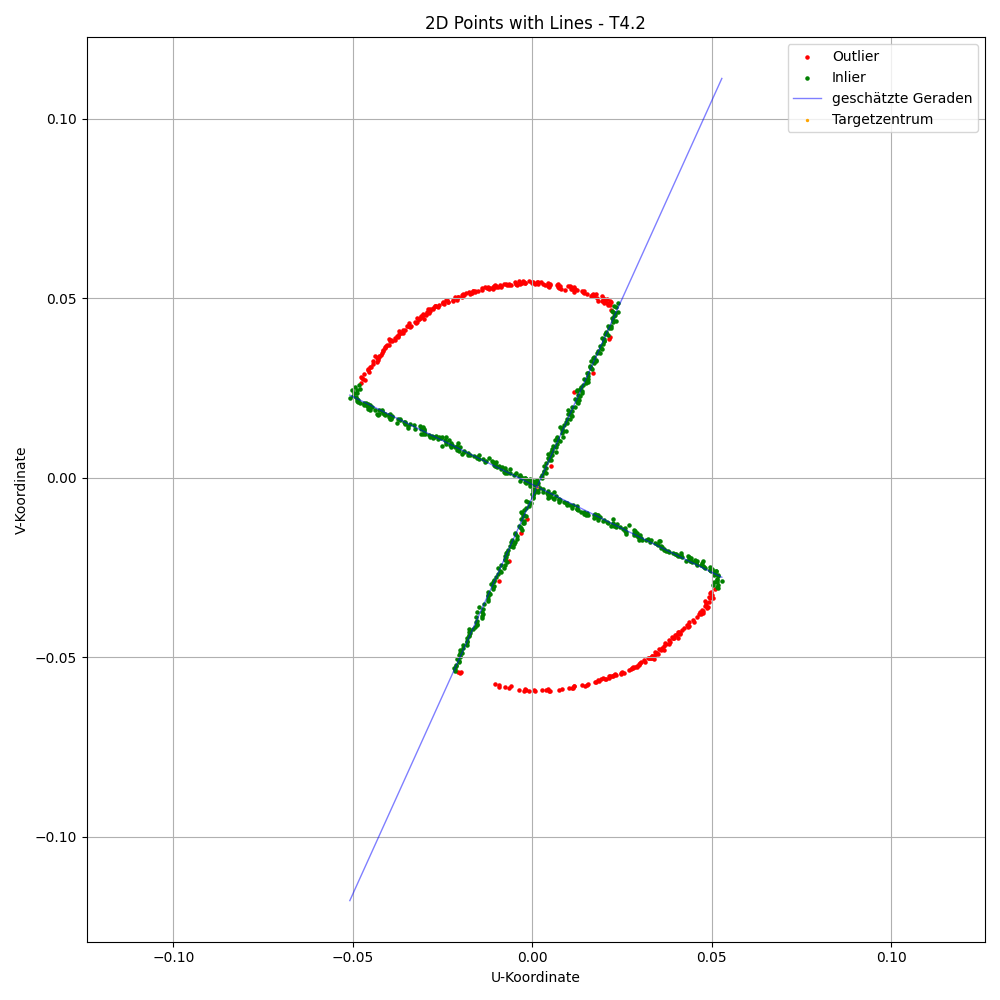 2D Points with Lines - T4.2
Outlier
Inlier
geschätzte Geraden
Targetzentrum
0.10
0.05
0.00
−0.05
−0.10
V-Koordinate
−0.10
−0.05
0.00
0.05
0.10
U-Koordinate